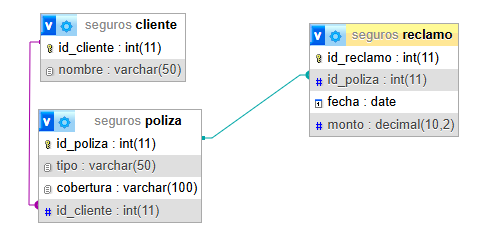 seguros cliente
id_cliente : int(11)
nombre : varchar(50)
seguros poliza
id_poliza : int(11)
tipo : varchar(50)
cobertura : varchar(100)
# id_cliente : int(11)
seguros reclamo
id_reclamo : int(11)
# id_poliza : int(11)
fecha : date
# monto : decimal(10,2)